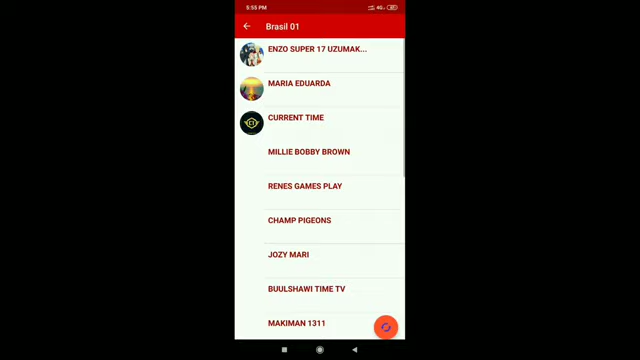 5:55 PM
4G
Brasil 01
ENZO SUPER 17 UZUMAK...
MARIA EDUARDA
CURRENT TIME
MILLIE BOBBY BROWN
RENES GAMES PLAY
CHAMP PIGEONS
JOZY MARI
BUULSHAWI TIME TV
MAKIMAN 1311